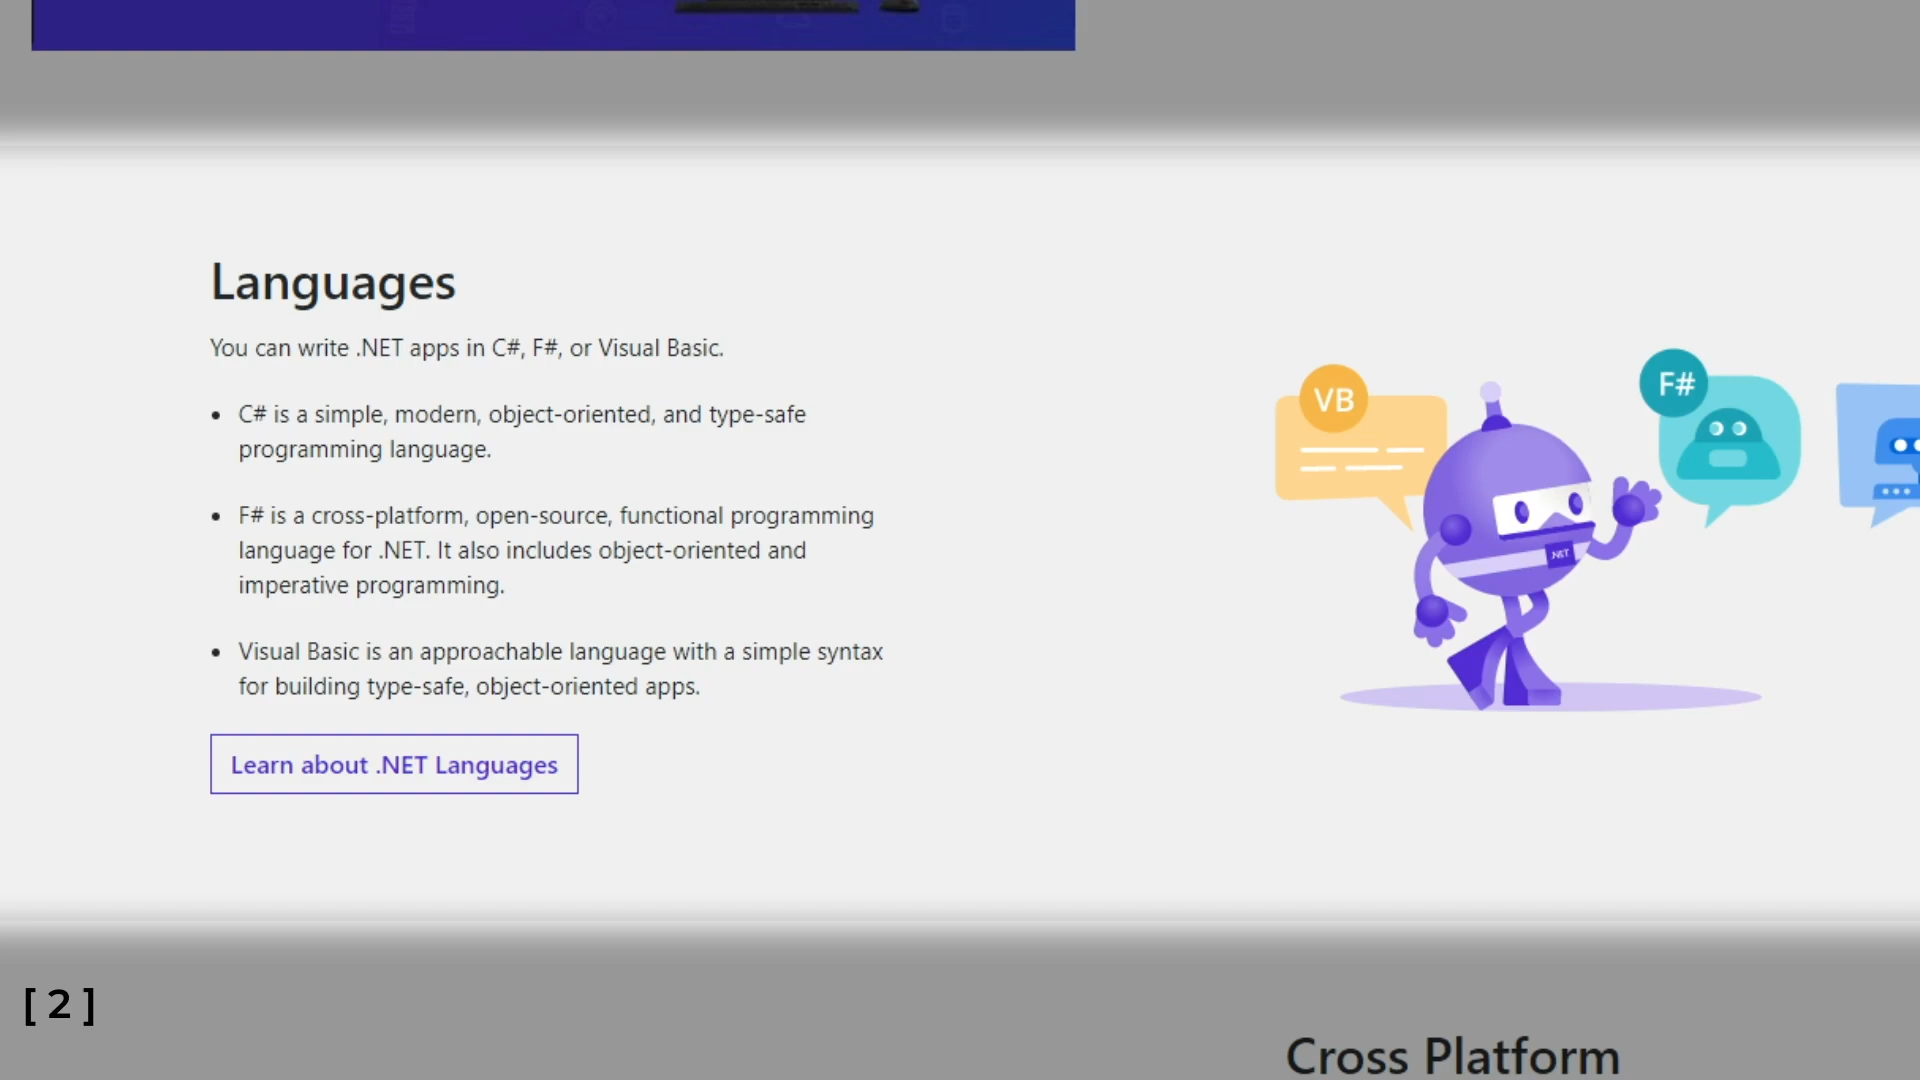 Languages
You can write .NET apps in C#, F#, or Visual Basic.
• C# is a simple, modern, object-oriented, and type-safe
programming language.
• F# is a cross-platform, open-source, functional programming
language for .NET. It also includes object-oriented and
imperative programming.
• Visual Basic is an approachable language with a simple syntax
for building type-safe, object-oriented apps.
Learn about .NET Languages
VB
F#
.NET
[ 2 ]
Cross Platform